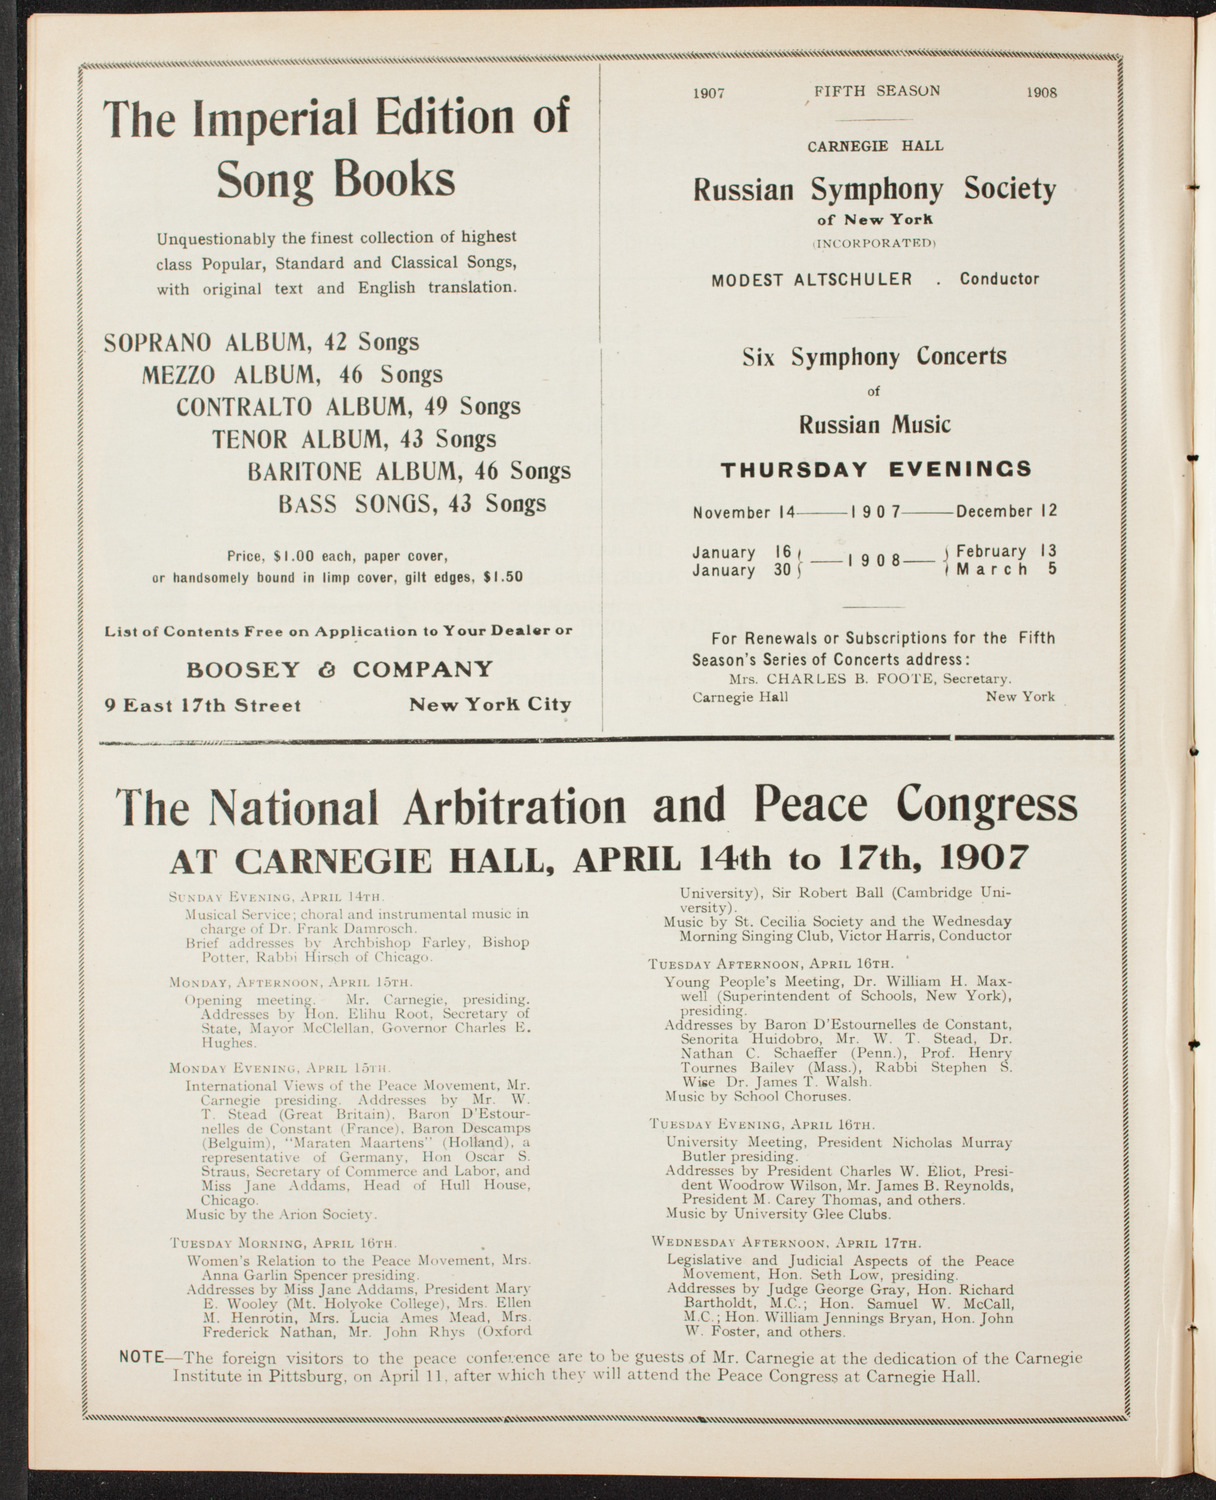 The Imperial Edition of
Song Books
Unquestionably the finest collection of highest
class Popular, Standard and Classical Songs,
with original text and English translation.
SOPRANO ALBUM, 42 Songs
MEZZO ALBUM, 46 Songs
CONTRALTO ALBUM, 49 Songs
TENOR ALBUM, 43 Songs
BARITONE ALBUM, 46 Songs
BASS SONGS, 43 Songs
Price, $1.00 each, paper cover,
or handsomely bound in limp cover, gilt edges, $1.50
List of Contents Free on Application to Your Dealer or
BOOSEY & COMPANY
9 East 17th Street New York City
1907 FIFTH SEASON 1908
CARNEGIE HALL
Russian Symphony Society
of New York
(INCORPORATED)
MODEST ALTSCHULER . Conductor
Six Symphony Concerts
of
Russian Music
THURSDAY EVENINGS
November 14——1907——December 12
January 16 } —1908— { February 13
January 30 } { March 5
For Renewals or Subscriptions for the Fifth
Season's Series of Concerts address:
Mrs. CHARLES B. FOOTE, Secretary.
Carnegie Hall New York
The National Arbitration and Peace Congress
AT CARNEGIE HALL, APRIL 14th to 17th, 1907
SUNDAY EVENING, APRIL 14TH.
Musical Service; choral and instrumental music in
charge of Dr. Frank Damrosch.
Brief addresses by Archbishop Farley, Bishop
Potter, Rabbi Hirsch of Chicago.
MONDAY, AFTERNOON, APRIL 15TH.
Opening meeting. Mr. Carnegie, presiding.
Addresses by Hon. Elihu Root, Secretary of
State, Mayor McClellan, Governor Charles E.
Hughes.
MONDAY EVENING, APRIL 15TH.
International Views of the Peace Movement, Mr.
Carnegie presiding. Addresses by Mr. W.
T. Stead (Great Britain), Baron D'Estour-
nelles de Constant (France), Baron Descamps
(Belguim), "Maraten Maartens" (Holland), a
representative of Germany, Hon Oscar S.
Straus, Secretary of Commerce and Labor, and
Miss Jane Addams, Head of Hull House,
Chicago.
Music by the Arion Society.
TUESDAY MORNING, APRIL 16TH.
Women's Relation to the Peace Movement, Mrs.
Anna Garlin Spencer presiding.
Addresses by Miss Jane Addams, President Mary
E. Wooley (Mt. Holyoke College), Mrs. Ellen
M. Henrotin, Mrs. Lucia Ames Mead, Mrs.
Frederick Nathan, Mr. John Rhys (Oxford
University), Sir Robert Ball (Cambridge Uni-
versity).
Music by St. Cecilia Society and the Wednesday
Morning Singing Club, Victor Harris, Conductor
TUESDAY AFTERNOON, APRIL 16TH.
Young People's Meeting, Dr. William H. Max-
well (Superintendent of Schools, New York),
presiding.
Addresses by Baron D'Estournelles de Constant,
Senorita Huidobro, Mr. W. T. Stead, Dr.
Nathan C. Schaeffer (Penn.), Prof. Henry
Tournes Bailey (Mass.), Rabbi Stephen S.
Wise Dr. James T. Walsh.
Music by School Choruses.
TUESDAY EVENING, APRIL 16TH.
University Meeting, President Nicholas Murray
Butler presiding.
Addresses by President Charles W. Eliot, Presi-
dent Woodrow Wilson, Mr. James B. Reynolds,
President M. Carey Thomas, and others.
Music by University Glee Clubs.
WEDNESDAY AFTERNOON, APRIL 17TH.
Legislative and Judicial Aspects of the Peace
Movement, Hon. Seth Low, presiding.
Addresses by Judge George Gray, Hon. Richard
Bartholdt, M.C.; Hon. Samuel W. McCall,
M.C.; Hon. William Jennings Bryan, Hon. John
W. Foster, and others.
NOTE—The foreign visitors to the peace conference are to be guests of Mr. Carnegie at the dedication of the Carnegie
Institute in Pittsburg, on April 11, after which they will attend the Peace Congress at Carnegie Hall.